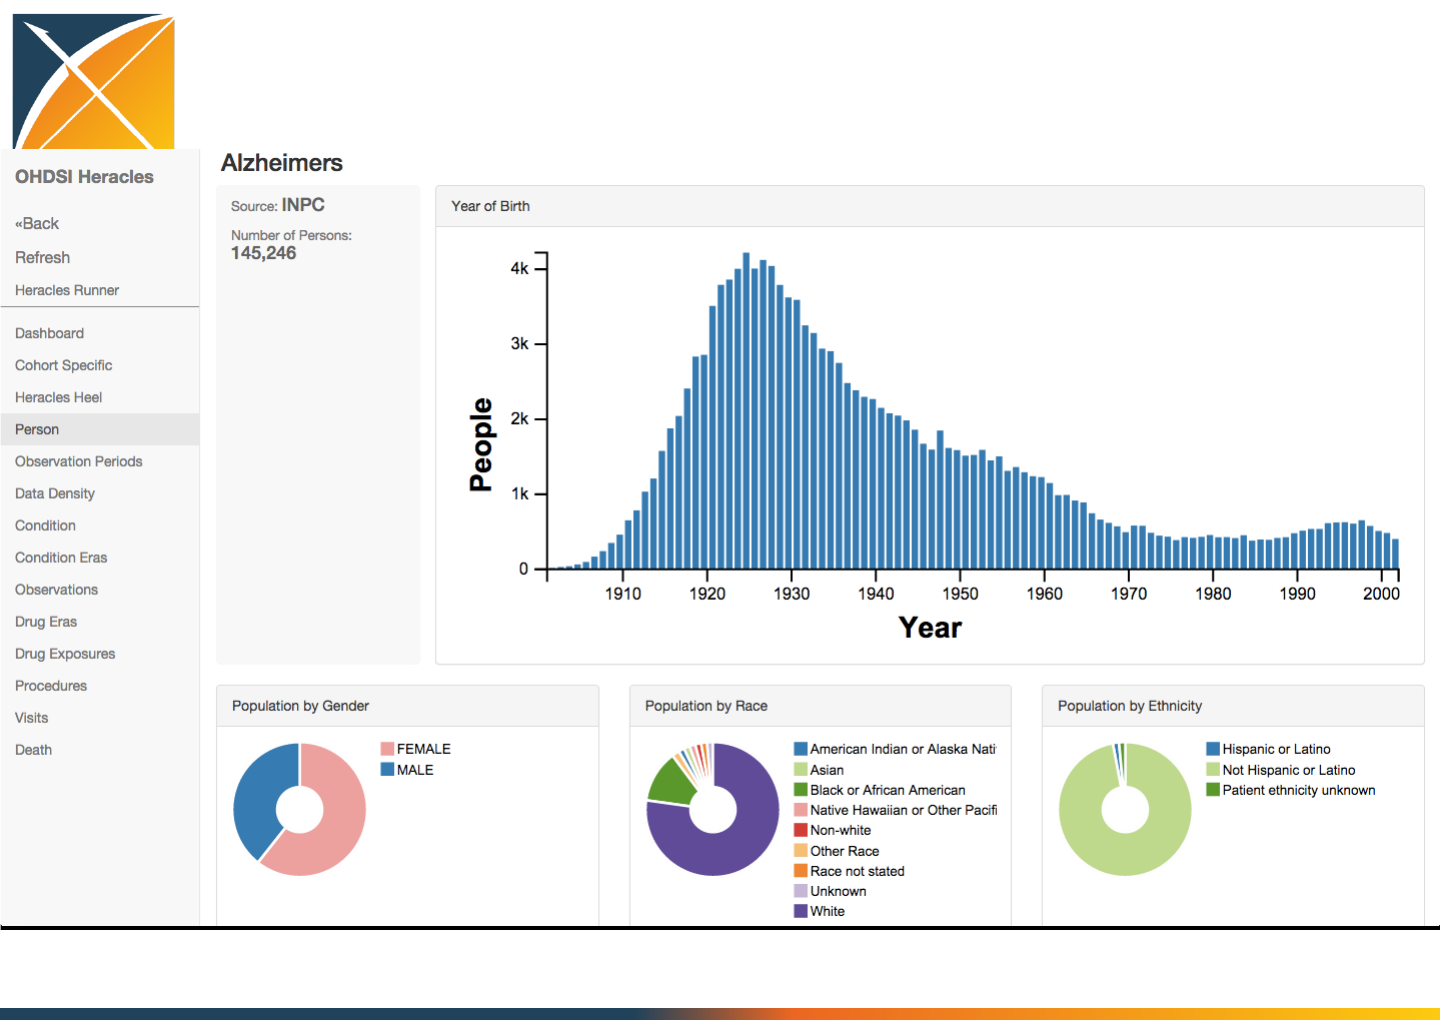 OHDSI Heracles
«Back
Refresh
Heracles Runner
Dashboard
Cohort Specific
Heracles Heel
Person
Observation Periods
Data Density
Condition
Condition Eras
Observations
Drug Eras
Drug Exposures
Procedures
Visits
Death
Alzheimers
Source: INPC
Number of Persons:
145,246
Year of Birth
4k
3k
2k
1k
0
People
1910 1920 1930 1940 1950 1960 1970 1980 1990 2000
Year
Population by Gender
FEMALE
MALE
Population by Race
American Indian or Alaska Nati
Asian
Black or African American
Native Hawaiian or Other Pacifi
Non-white
Other Race
Race not stated
Unknown
White
Population by Ethnicity
Hispanic or Latino
Not Hispanic or Latino
Patient ethnicity unknown